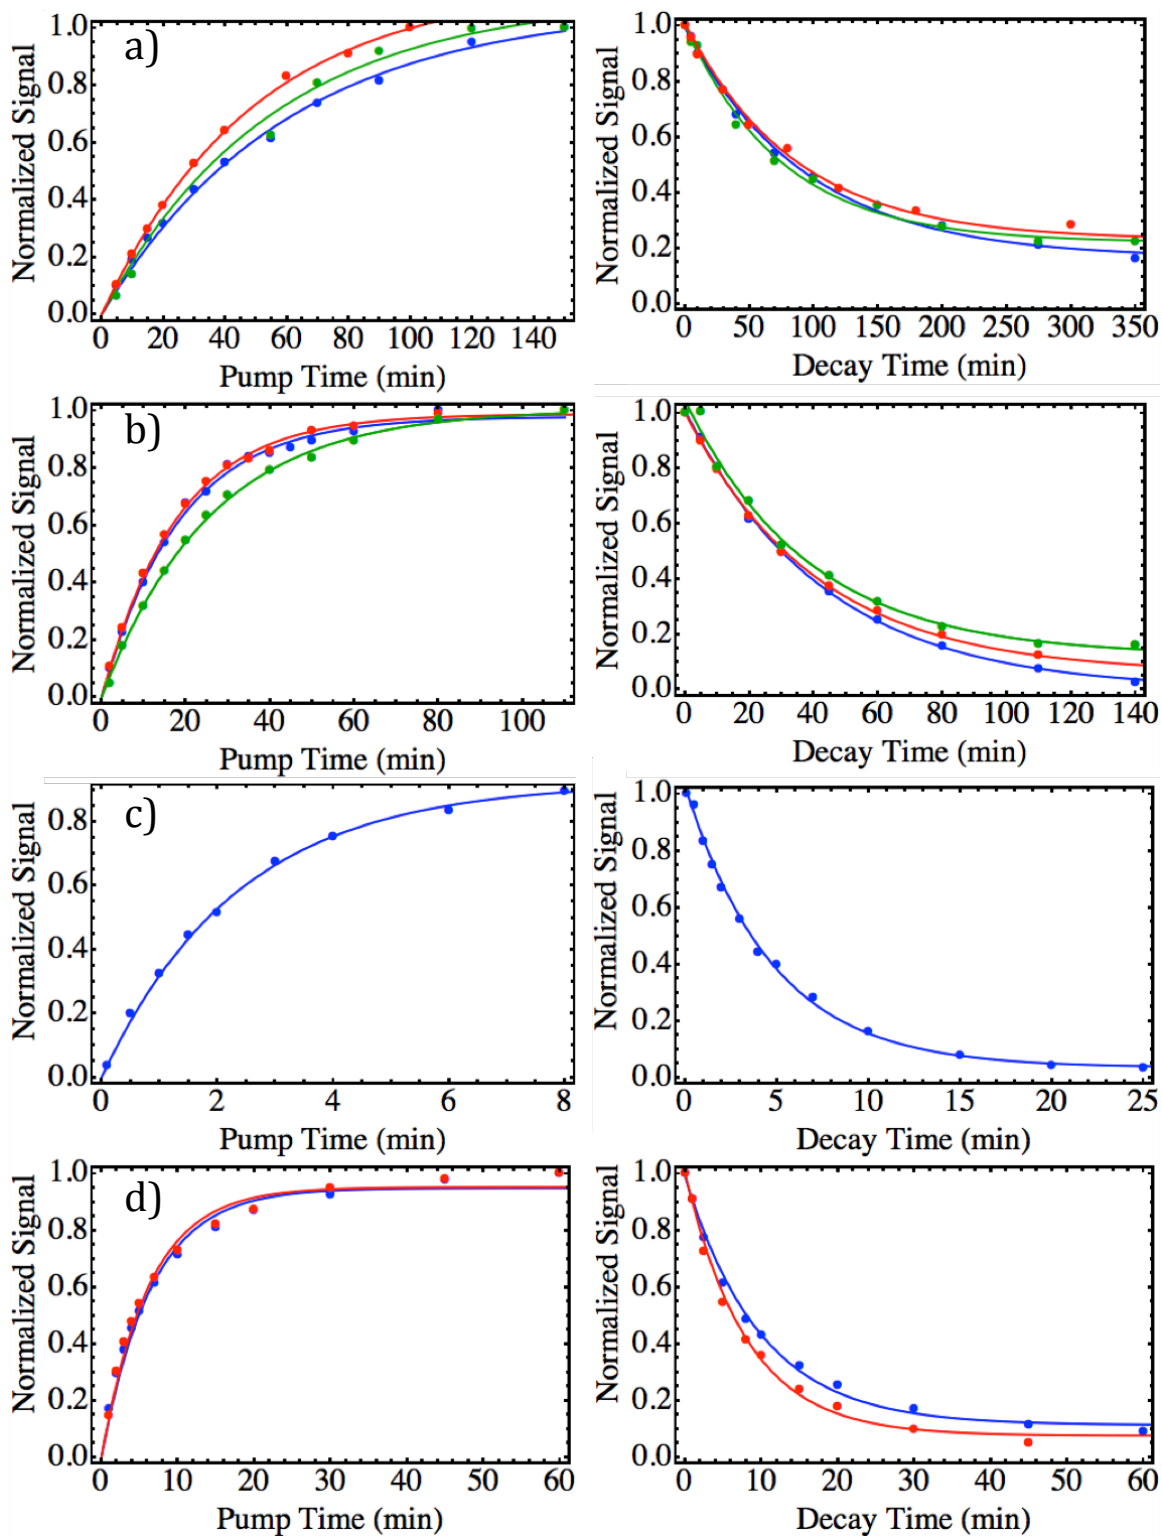 a)
Normalized Signal
1.0
0.8
0.6
0.4
0.2
0.0
0 20 40 60 80 100 120 140
Pump Time (min)
Normalized Signal
1.0
0.8
0.6
0.4
0.2
0.0
0 50 100 150 200 250 300 350
Decay Time (min)
b)
Normalized Signal
1.0
0.8
0.6
0.4
0.2
0.0
0 20 40 60 80 100
Pump Time (min)
Normalized Signal
1.0
0.8
0.6
0.4
0.2
0.0
0 20 40 60 80 100 120 140
Decay Time (min)
c)
Normalized Signal
0.8
0.6
0.4
0.2
0.0
0 2 4 6 8
Pump Time (min)
Normalized Signal
1.0
0.8
0.6
0.4
0.2
0.0
0 5 10 15 20 25
Decay Time (min)
d)
Normalized Signal
1.0
0.8
0.6
0.4
0.2
0.0
0 10 20 30 40 50 60
Pump Time (min)
Normalized Signal
1.0
0.8
0.6
0.4
0.2
0.0
0 10 20 30 40 50 60
Decay Time (min)